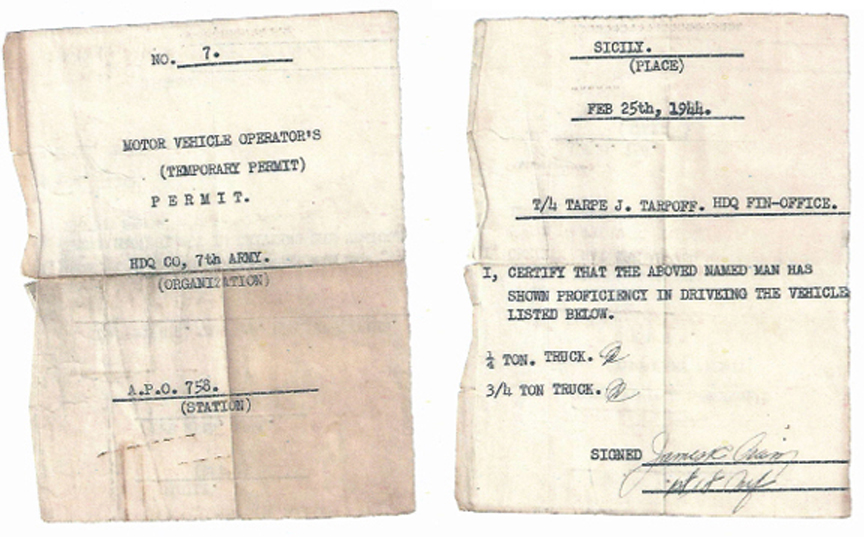 NO. 7.
MOTOR VEHICLE OPERATOR'S
(TEMPORARY PERMIT)
PERMIT.
HDQ CO, 7th ARMY.
(ORGANIZATION)
A.P.O. 758.
(STATION)
SICILY.
(PLACE)
FEB 25th, 1944.
T/4 TARPE J. TARPOFF. HDQ FIN-OFFICE.
I, CERTIFY THAT THE ABOVED NAMED MAN HAS
SHOWN PROFICIENCY IN DRIVEING THE VEHICLE
LISTED BELOW.
¼ TON. TRUCK.
3/4 TON TRUCK.
SIGNED